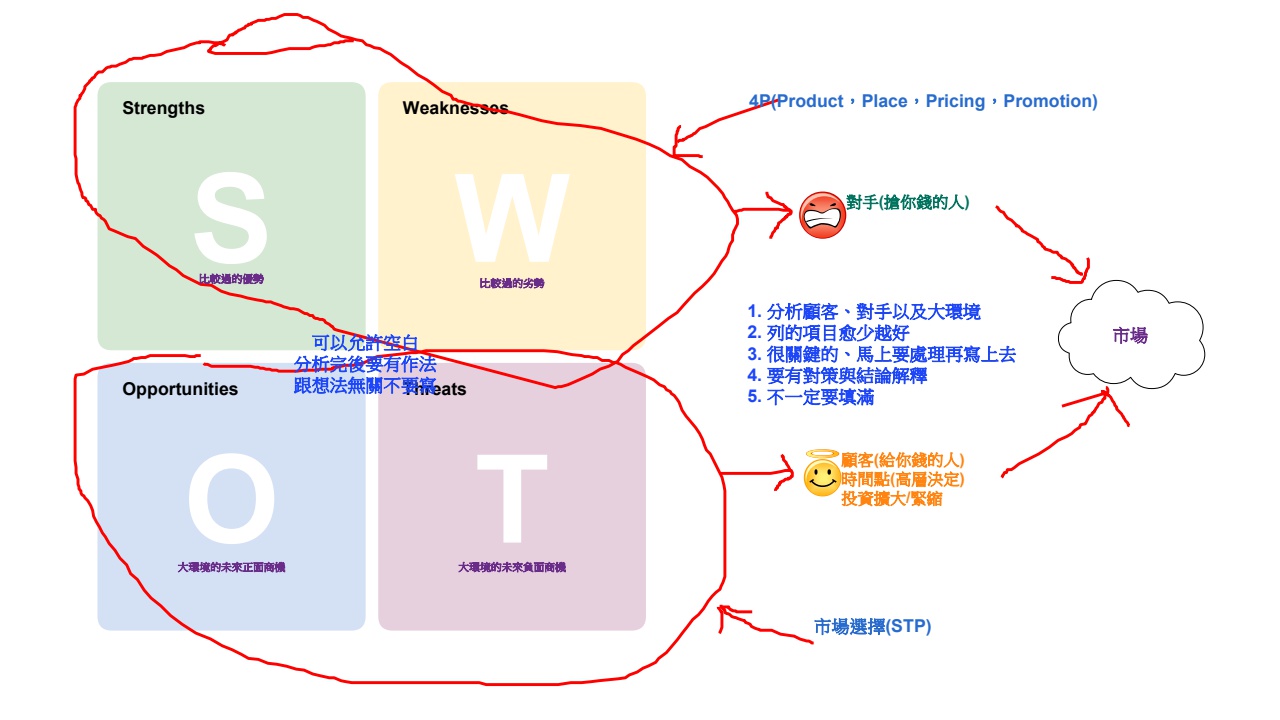 Strengths
S
比較過的優勢
Weaknesses
W
比較過的劣勢
可以允許空白
分析完後要有作法
跟想法無關不要寫
Opportunities
O
大環境的未來正面商機
Threats
T
大環境的未來負面商機
4P(Product，Place，Pricing，Promotion)
對手(搶你錢的人)
1. 分析顧客、對手以及大環境
2. 列的項目愈少越好
3. 很關鍵的、馬上要處理再寫上去
4. 要有對策與結論解釋
5. 不一定要填滿
市場
顧客(給你錢的人)
時間點(高層決定)
投資擴大/緊縮
市場選擇(STP)